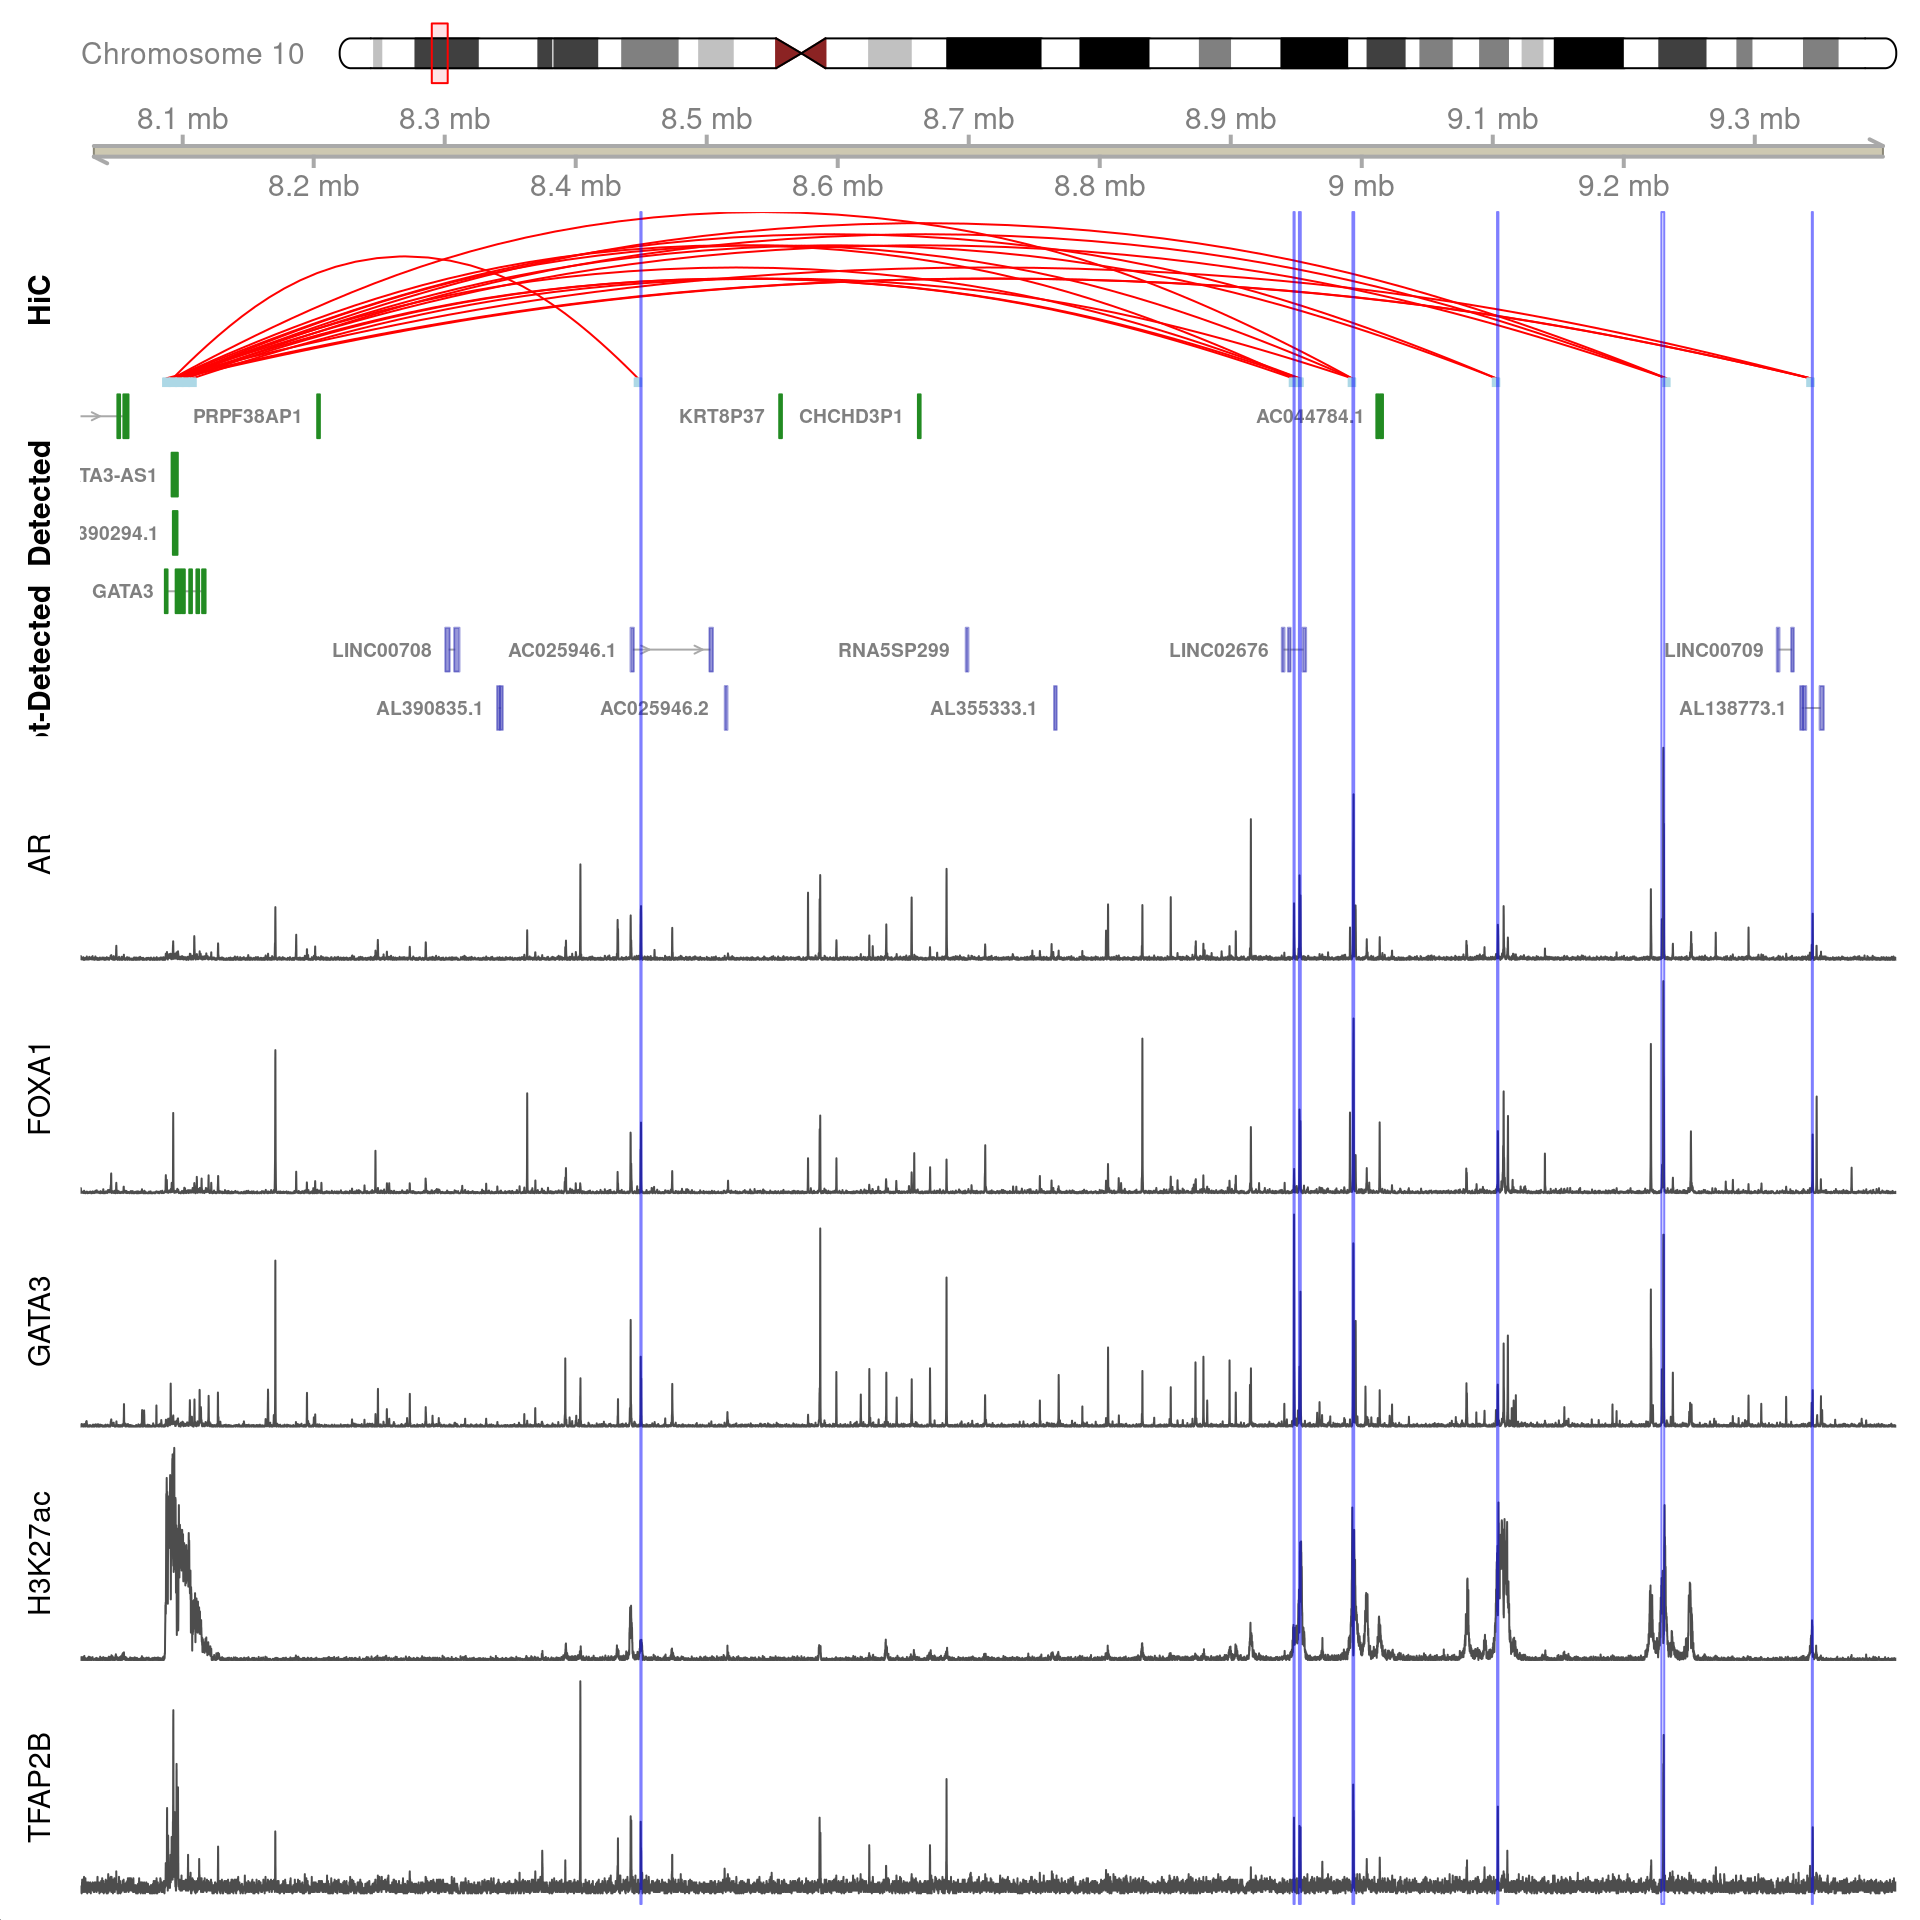 Chromosome 10
8.1 mb 8.3 mb 8.5 mb 8.7 mb 8.9 mb 9.1 mb 9.3 mb
8.2 mb 8.4 mb 8.6 mb 8.8 mb 9 mb 9.2 mb
HiC
Detected
PRPF38AP1 KRT8P37 CHCHD3P1 AC044784.1
TA3-AS1
390294.1
GATA3
t-Detected
LINC00708 AC025946.1 RNA5SP299 LINC02676 LINC00709
AL390835.1 AC025946.2 AL355333.1 AL138773.1
AR
FOXA1
GATA3
H3K27ac
TFAP2B